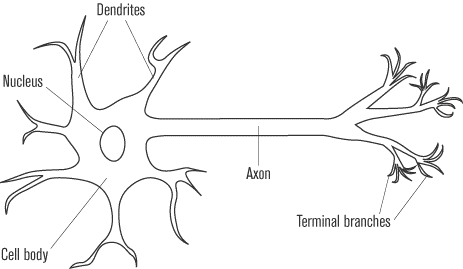 Dendrites
Nucleus
Axon
Terminal branches
Cell body